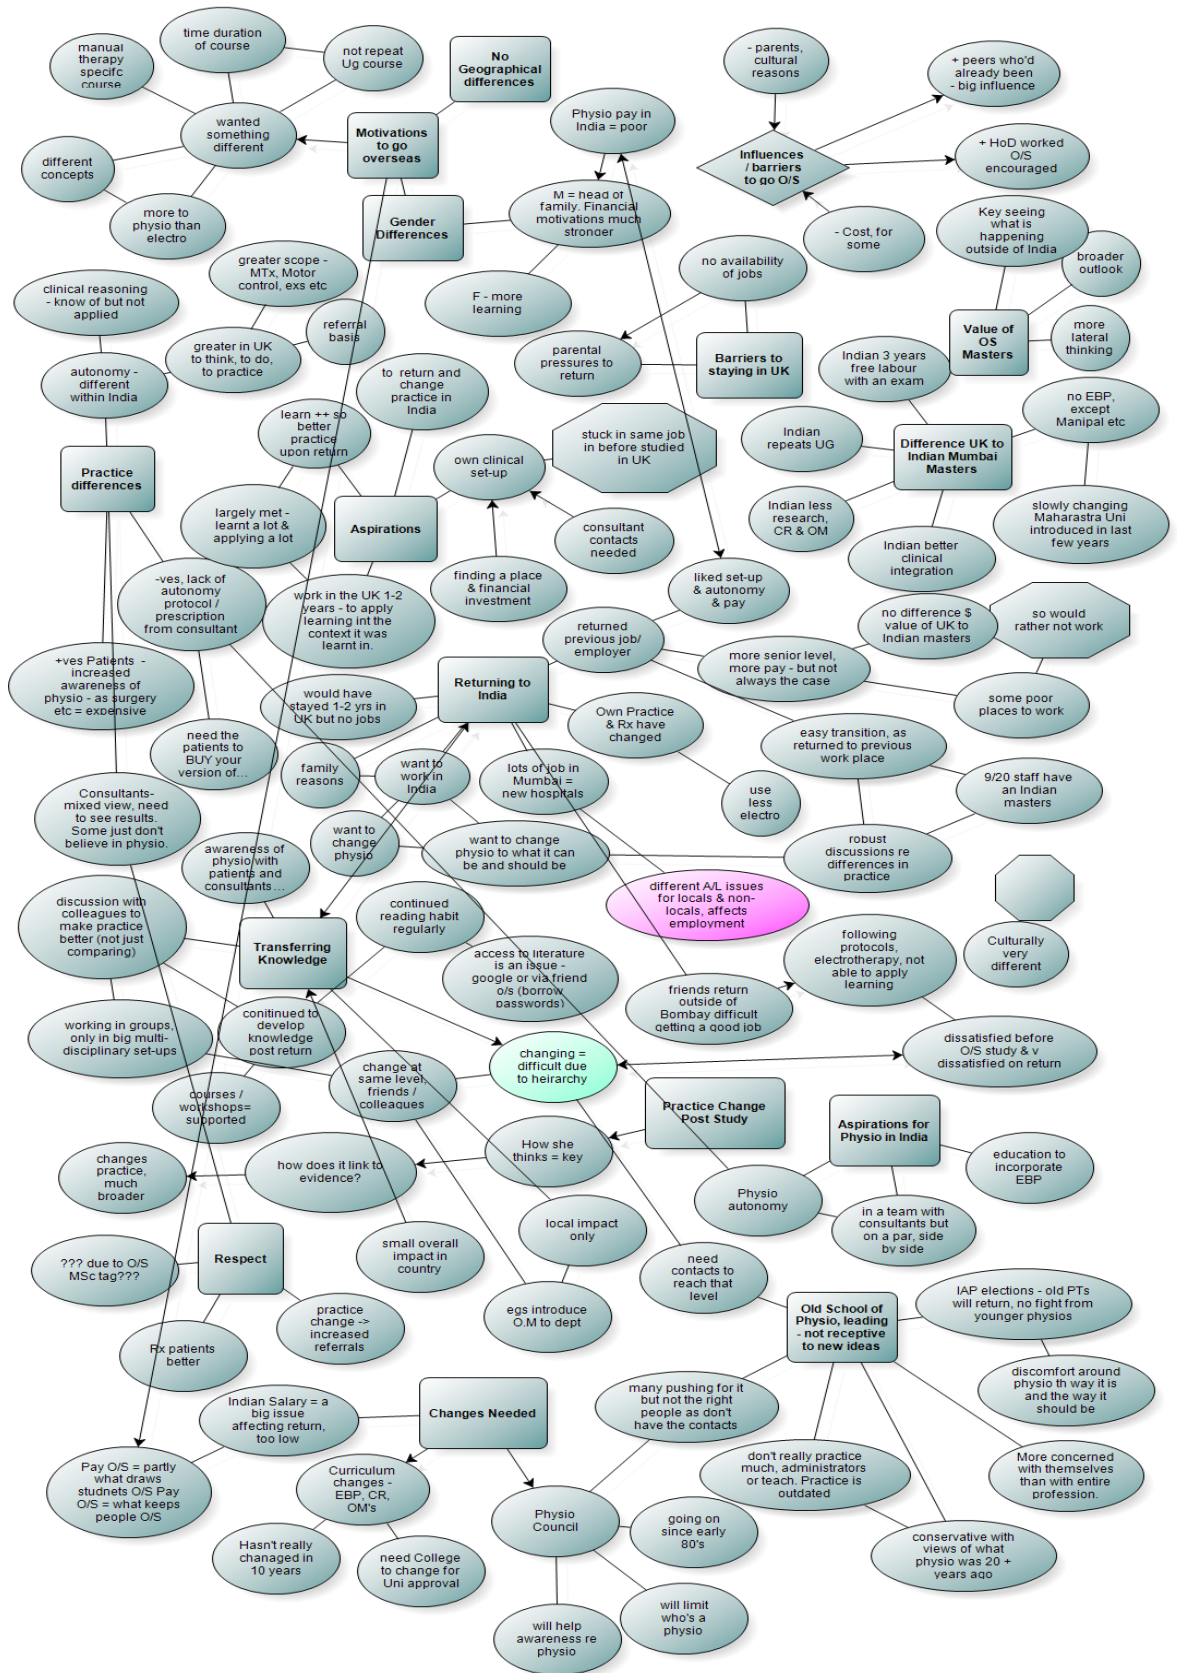 time duration
of course
manual
therapy
specifc
course
not repeat
Ug course
No
Geographical
differences
- parents,
cultural
reasons
+ peers who'd
already been
- big influence
wanted
something
different
Motivations
to go
overseas
Physio pay in
India = poor
Influences
/ barriers
to go O/S
+ HoD worked
O/S
encouraged
different
concepts
more to
physio than
electro
Gender
Differences
M = head of
family. Financial
motivations much
stronger
- Cost, for
some
Key seeing
what is
happening
outside of India
greater scope -
MTx, Motor
control, exs etc
no availability
of jobs
broader
outlook
clinical reasoning
- know of but not
applied
F - more
learning
referral
basis
greater in UK
to think, to do,
to practice
parental
pressures to
return
Barriers to
staying in UK
Value of
OS
Masters
more
lateral
thinking
Indian 3 years
free labour
with an exam
autonomy -
different
within India
to return and
change
practice in
India
no EBP,
except
Manipal etc
learn ++ so
better
practice
upon return
stuck in same job
in before studied
in UK
Indian
repeats UG
Difference UK to
Indian Mumbai
Masters
Practice
differences
own clinical
set-up
largely met -
learnt a lot &
applying a lot
Aspirations
consultant
contacts
needed
Indian less
research,
CR & OM
slowly changing
Maharastra Uni
introduced in last
few years
Indian better
clinical
integration
finding a place
& financial
investment
liked set-up
& autonomy
& pay
-ves, lack of
autonomy
protocol /
prescription
from consultant
work in the UK 1-2
years - to apply
learning int the
context it was
learnt in.
returned
previous job/
employer
no difference $
value of UK to
Indian masters
so would
rather not work
+ves Patients -
increased
awareness of
physio - as surgery
etc = expensive
more senior level,
more pay - but not
always the case
would have
stayed 1-2 yrs in
UK but no jobs
Returning to
India
some poor
places to work
Own Practice
& Rx have
changed
need the
patients to
BUY your
version of...
easy transition, as
returned to previous
work place
family
reasons
want to
work in
India
lots of job in
Mumbai =
new hospitals
9/20 staff have
an Indian
masters
use
less
electro
Consultants-
mixed view, need
to see results.
Some just don't
believe in physio.
want to
change
physio
want to change
physio to what it can
be and should be
robust
discussions re
differences in
practice
awareness of
physio with
patients and
consultants...
different A/L issues
for locals & non-
locals, affects
employment
discussion with
colleagues to
make practice
better (not just
comparing)
continued
reading habit
regularly
Transferring
Knowledge
access to literature
is an issue -
google or via friend
o/s (borrow
passwords)
following
protocols,
electrotherapy, not
able to apply
learning
Culturally
very
different
friends return
outside of
Bombay difficult
getting a good job
working in groups,
only in big multi-
disciplinary set-ups
conitinued to
develop
knowledge
post return
changing =
difficult due
to heirarchy
dissatisfied before
O/S study & v
dissatisfied on return
change at
same level,
friends /
colleagues
courses /
workshops=
supported
Practice Change
Post Study
Aspirations for
Physio in India
changes
practice,
much
broader
how does it link to
evidence?
How she
thinks = key
education to
incorporate
EBP
Physio
autonomy
in a team with
consultants but
on a par, side
by side
local impact
only
Respect
small overall
impact in
country
??? due to O/S
MSc tag???
need
contacts to
reach that
level
egs introduce
O.M to dept
practice
change ->
increased
referrals
Old School of
Physio, leading
- not receptive
to new ideas
IAP elections - old PTs
will return, no fight from
younger physios
Rx patients
better
discomfort around
physio th way it is
and the way it
should be
Indian Salary = a
big issue
affecting return,
too low
Changes Needed
many pushing for it
but not the right
people as don't
have the contacts
Pay O/S = partly
what draws
studnets O/S Pay
O/S = what keeps
people O/S
Curriculum
changes -
EBP, CR,
OM's
don't really practice
much, administrators
or teach. Practice is
outdated
More concerned
with themselves
than with entire
profession.
Physio
Council
going on
since early
80's
Hasn't really
chanaged in
10 years
need College
to change for
Uni approval
conservative with
views of what
physio was 20 +
years ago
will help
awareness re
physio
will limit
who's a
physio